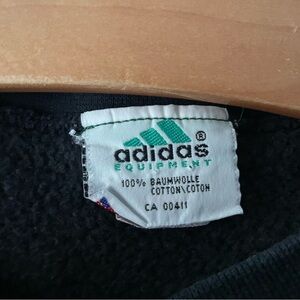 adidas ®
EQUIPMENT
100% BAUMWOLLE
COTTON\COTON
CA 00411